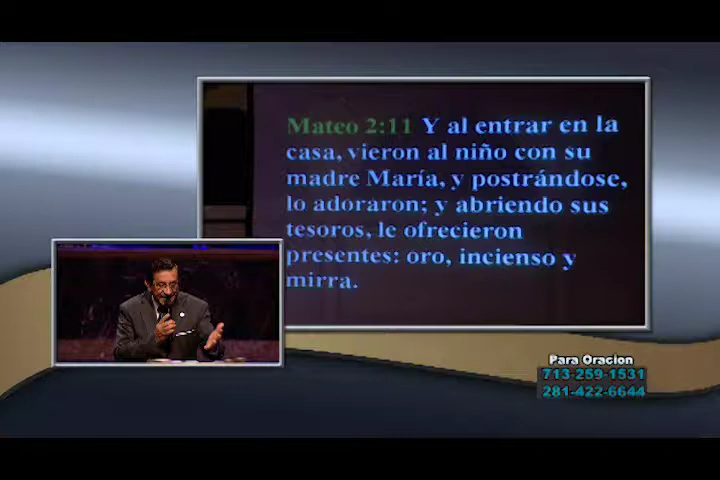 Mateo 2:11 Y al entrar en la
casa, vieron al niño con su
madre María, y postrándose,
lo adoraron; y abriendo sus
tesoros, le ofrecieron
presentes: oro, incienso y
mirra.
Para Oracion
713-259-1531
281-422-6644